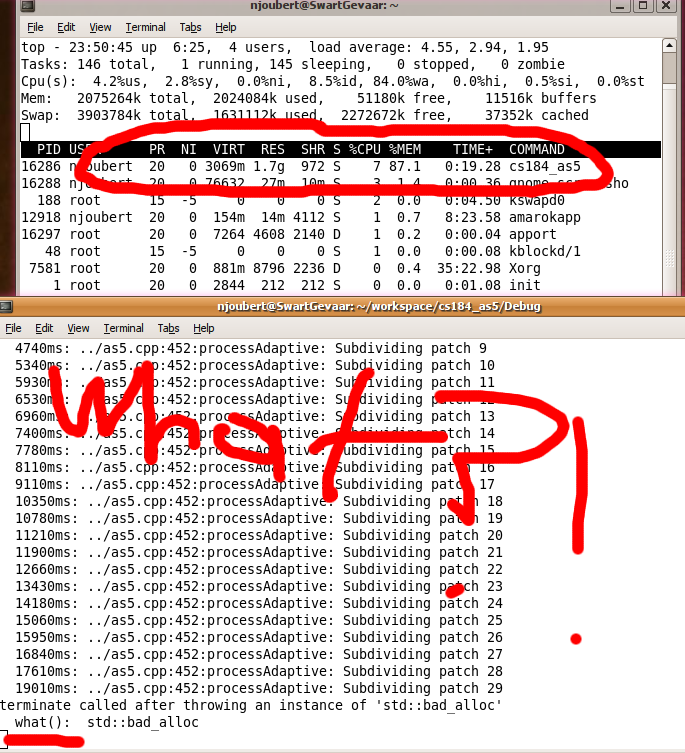 njoubert@SwartGevaar: ~
File Edit View Terminal Tabs Help
top - 23:50:45 up 6:25, 4 users, load average: 4.55, 2.94, 1.95
Tasks: 146 total, 1 running, 145 sleeping, 0 stopped, 0 zombie
Cpu(s): 4.2%us, 2.8%sy, 0.0%ni, 8.5%id, 84.0%wa, 0.0%hi, 0.5%si, 0.0%st
Mem: 2075264k total, 2024084k used, 51180k free, 11516k buffers
Swap: 3903784k total, 1631112k used, 2272672k free, 37352k cached
PID USER PR NI VIRT RES SHR S %CPU %MEM TIME+ COMMAND
16286 njoubert 20 0 3069m 1.7g 972 S 7 87.1 0:19.28 cs184_as5
16288 njoubert 20 0 76632 27m 10m S 3 1.4 0:00.36
188 root 15 -5 0 0 0 S 2 0.0 0:04.50 kswapd0
12918 njoubert 20 0 154m 14m 4112 S 1 0.7 8:23.58 amarokapp
16297 root 20 0 7264 4608 2140 D 1 0.2 0:00.04 apport
48 root 15 -5 0 0 0 S 1 0.0 0:00.08 kblockd/1
7581 root 20 0 881m 8796 2236 D 0 0.4 35:22.98 Xorg
1 root 20 0 2844 212 212 S 0 0.0 0:01.08 init
njoubert@SwartGevaar: ~/workspace/cs184_as5/Debug
File Edit View Terminal Tabs Help
4740ms: ../as5.cpp:452:processAdaptive: Subdividing patch 9
5340ms: ../as5.cpp:452:processAdaptive: Subdividing patch 10
5930ms: ../as5.cpp:452:processAdaptive: Subdividing patch 11
6530ms: ../as5.cpp:452:processAdaptive: Subdividing patch 12
6960ms: ../as5.cpp:452:processAdaptive: Subdividing patch 13
7400ms: ../as5.cpp:452:processAdaptive: Subdividing patch 14
7780ms: ../as5.cpp:452:processAdaptive: Subdividing patch 15
8110ms: ../as5.cpp:452:processAdaptive: Subdividing patch 16
9110ms: ../as5.cpp:452:processAdaptive: Subdividing patch 17
10350ms: ../as5.cpp:452:processAdaptive: Subdividing patch 18
10780ms: ../as5.cpp:452:processAdaptive: Subdividing patch 19
11210ms: ../as5.cpp:452:processAdaptive: Subdividing patch 20
11900ms: ../as5.cpp:452:processAdaptive: Subdividing patch 21
12660ms: ../as5.cpp:452:processAdaptive: Subdividing patch 22
13430ms: ../as5.cpp:452:processAdaptive: Subdividing patch 23
14180ms: ../as5.cpp:452:processAdaptive: Subdividing patch 24
15060ms: ../as5.cpp:452:processAdaptive: Subdividing patch 25
15950ms: ../as5.cpp:452:processAdaptive: Subdividing patch 26
16840ms: ../as5.cpp:452:processAdaptive: Subdividing patch 27
17610ms: ../as5.cpp:452:processAdaptive: Subdividing patch 28
19010ms: ../as5.cpp:452:processAdaptive: Subdividing patch 29
terminate called after throwing an instance of 'std::bad_alloc'
what(): std::bad_alloc
What?!